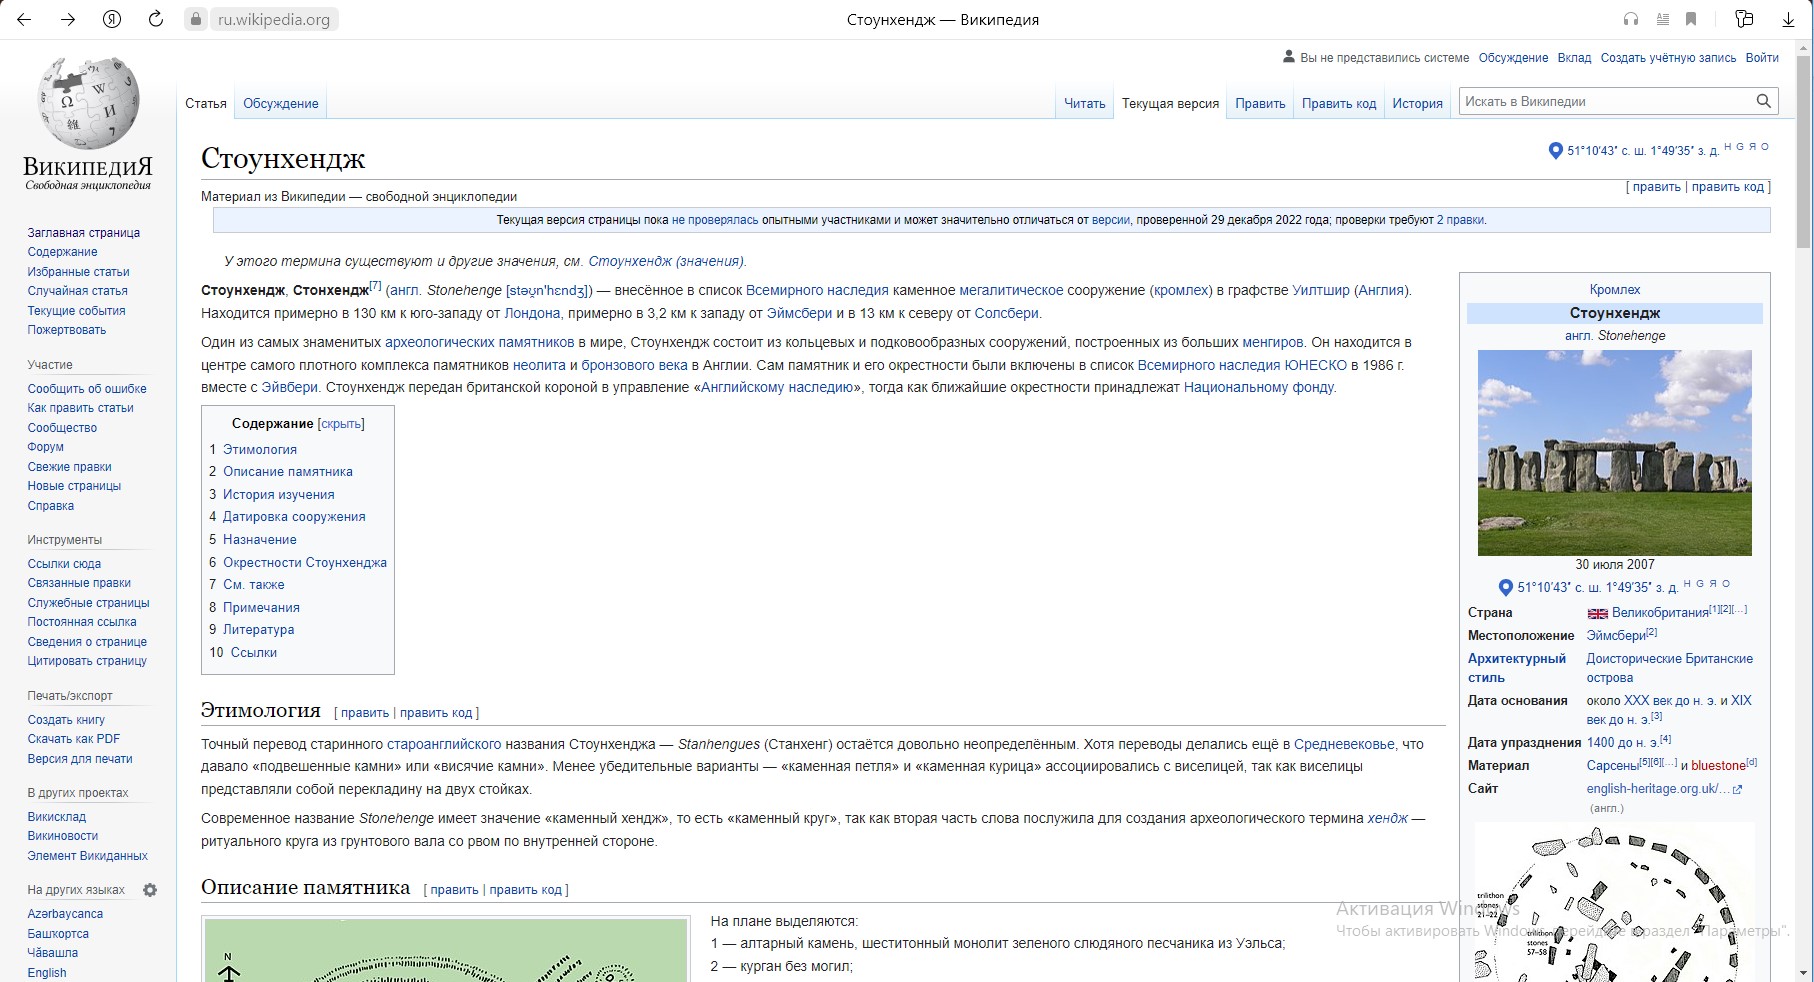 ru.wikipedia.org
Стоунхендж — Википедия
Вы не представились системе Обсуждение Вклад Создать учётную запись Войти
Статья Обсуждение Читать Текущая версия Править Править код История Искать в Википедии
ВикипедиЯ
Свободная энциклопедия
Заглавная страница
Содержание
Избранные статьи
Случайная статья
Текущие события
Пожертвовать
Участие
Сообщить об ошибке
Как править статьи
Сообщество
Форум
Свежие правки
Новые страницы
Справка
Инструменты
Ссылки сюда
Связанные правки
Служебные страницы
Постоянная ссылка
Сведения о странице
Цитировать страницу
Печать/экспорт
Создать книгу
Скачать как PDF
Версия для печати
В других проектах
Викисклад
Викиновости
Элемент Викиданных
На других языках
Azərbaycanca
Башҡортса
Чӑвашла
English
Стоунхендж
51°10′43″ с. ш. 1°49′35″ з. д. H G Я O
[ править | править код ]
Материал из Википедии — свободной энциклопедии
Текущая версия страницы пока не проверялась опытными участниками и может значительно отличаться от версии, проверенной 29 декабря 2022 года; проверки требуют 2 правки.
У этого термина существуют и другие значения, см. Стоунхендж (значения).
Стоунхендж, Стонхендж[7] (англ. Stonehenge [stəʊ̯n'hɛndʒ]) — внесённое в список Всемирного наследия каменное мегалитическое сооружение (кромлех) в графстве Уилтшир (Англия).
Находится примерно в 130 км к юго-западу от Лондона, примерно в 3,2 км к западу от Эймсбери и в 13 км к северу от Солсбери.
Один из самых знаменитых археологических памятников в мире, Стоунхендж состоит из кольцевых и подковообразных сооружений, построенных из больших менгиров. Он находится в
центре самого плотного комплекса памятников неолита и бронзового века в Англии. Сам памятник и его окрестности были включены в список Всемирного наследия ЮНЕСКО в 1986 г.
вместе с Эйвбери. Стоунхендж передан британской короной в управление «Английскому наследию», тогда как ближайшие окрестности принадлежат Национальному фонду.
Содержание [скрыть]
1 Этимология
2 Описание памятника
3 История изучения
4 Датировка сооружения
5 Назначение
6 Окрестности Стоунхенджа
7 См. также
8 Примечания
9 Литература
10 Ссылки
Этимология [ править | править код ]
Точный перевод старинного староанглийского названия Стоунхенджа — Stanhengues (Станхенг) остаётся довольно неопределённым. Хотя переводы делались ещё в Средневековье, что
давало «подвешенные камни» или «висячие камни». Менее убедительные варианты — «каменная петля» и «каменная курица» ассоциировались с виселицей, так как виселицы
представляли собой перекладину на двух стойках.
Современное название Stonehenge имеет значение «каменный хендж», то есть «каменный круг», так как вторая часть слова послужила для создания археологического термина хендж —
ритуального круга из грунтового вала со рвом по внутренней стороне.
Описание памятника [ править | править код ]
N
На плане выделяются:
1 — алтарный камень, шеститонный монолит зеленого слюдяного песчаника из Уэльса;
2 — курган без могил;
Кромлех
Стоунхендж
англ. Stonehenge
30 июля 2007
51°10′43″ с. ш. 1°49′35″ з. д. H G Я O
Страна Великобритания[1][2][…]
Местоположение Эймсбери[2]
Архитектурный стиль Доисторические Британские
острова
Дата основания около XXX век до н. э. и XIX
век до н. э.[3]
Дата упразднения 1400 до н. э.[4]
Материал Сарсены[5][6][…] и bluestone[d]
Сайт english-heritage.org.uk/…
(англ.)
trilithon
stones
21–22
trilithon
stones
57–58
Активация Windows
Чтобы активировать Windows, перейдите в раздел "Параметры".